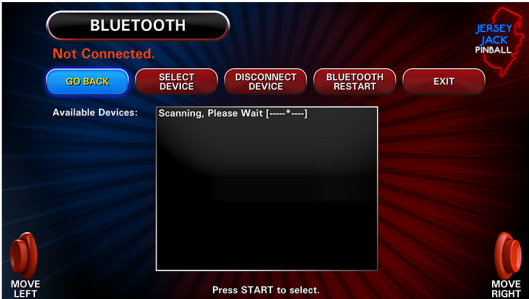 BLUETOOTH
JERSEY
JACK
PINBALL
Not Connected.
GO BACK
SELECT
DEVICE
DISCONNECT
DEVICE
BLUETOOTH
RESTART
EXIT
Available Devices:
Scanning, Please Wait [-----*----]
MOVE
LEFT
Press START to select.
MOVE
RIGHT